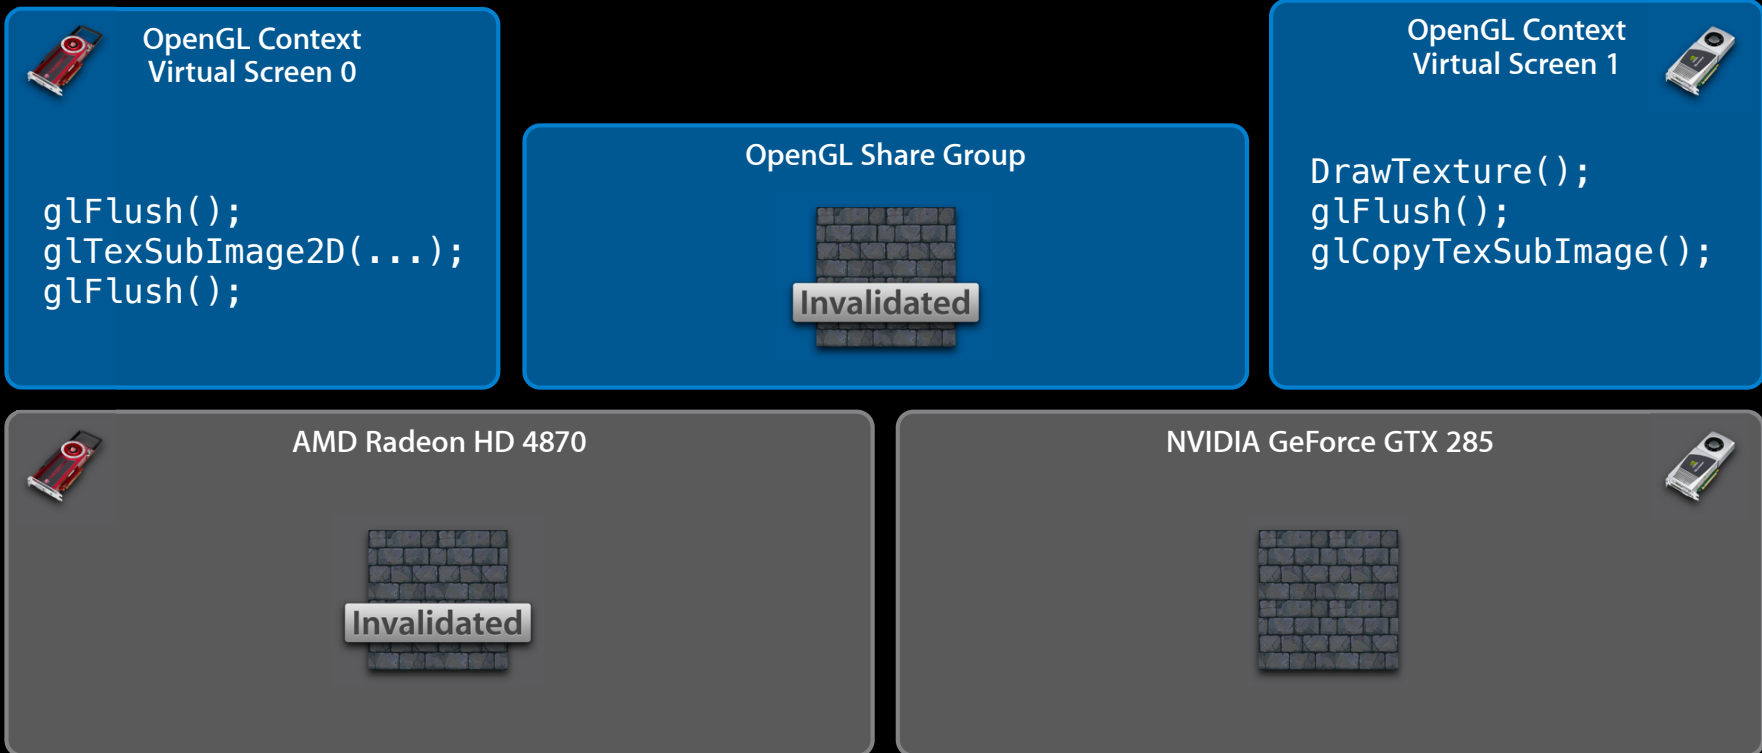 OpenGL Context
Virtual Screen 0
glFlush();
glTexSubImage2D(...);
glFlush();
OpenGL Share Group
Invalidated
OpenGL Context
Virtual Screen 1
DrawTexture();
glFlush();
glCopyTexSubImage();
AMD Radeon HD 4870
Invalidated
NVIDIA GeForce GTX 285